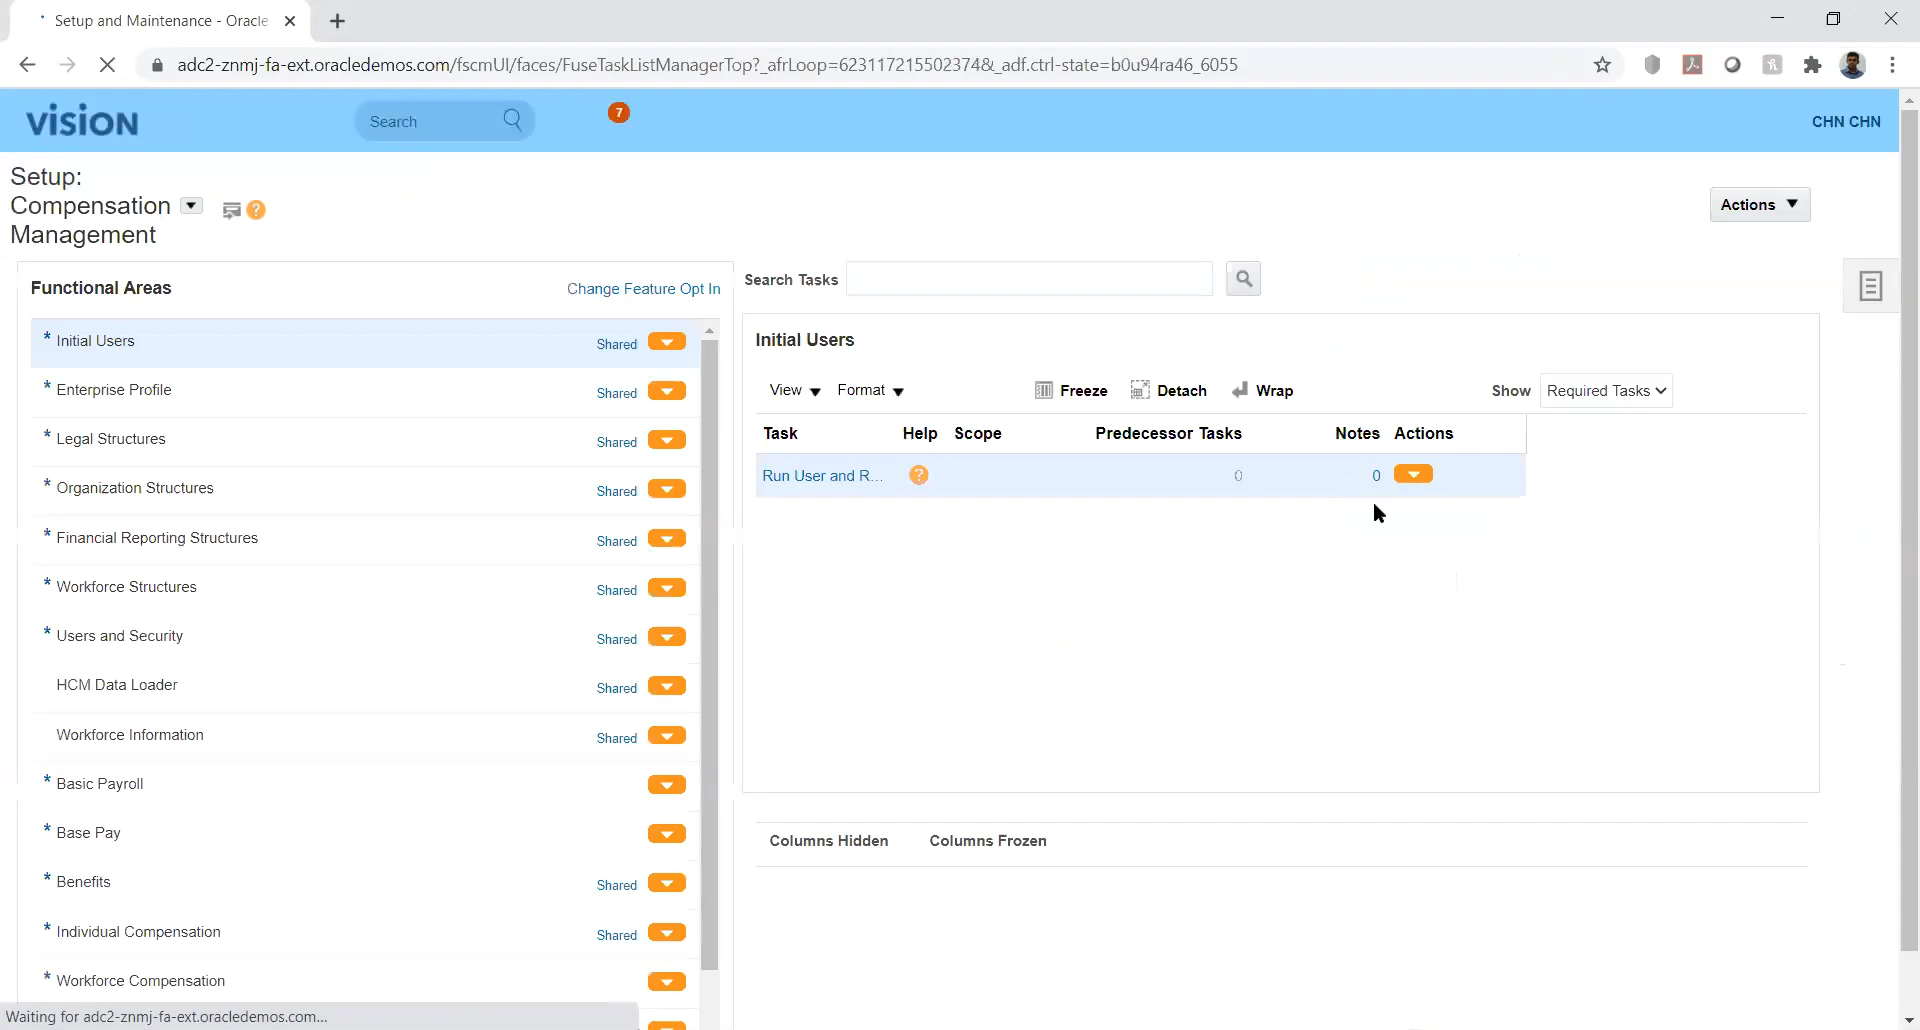 Setup and Maintenance - Oracle
adc2-znmj-fa-ext.oracledemos.com/fscmUI/faces/FuseTaskListManagerTop?_afrLoop=62311721550237​4&_adf.ctrl-state=b0u94ra46_6055
VISION
Search
7
CHN CHN
Setup:
Compensation
Management
?
Actions
Functional Areas
Change Feature Opt In
Search Tasks
* Initial Users Shared
* Enterprise Profile Shared
* Legal Structures Shared
* Organization Structures Shared
* Financial Reporting Structures Shared
* Workforce Structures Shared
* Users and Security Shared
HCM Data Loader Shared
Workforce Information Shared
* Basic Payroll
* Base Pay
* Benefits Shared
* Individual Compensation Shared
* Workforce Compensation
Initial Users
View Format Freeze Detach Wrap Show Required Tasks
Task Help Scope Predecessor Tasks Notes Actions
Run User and R... ? 0 0
Columns Hidden Columns Frozen
Waiting for adc2-znmj-fa-ext.oracledemos.com...